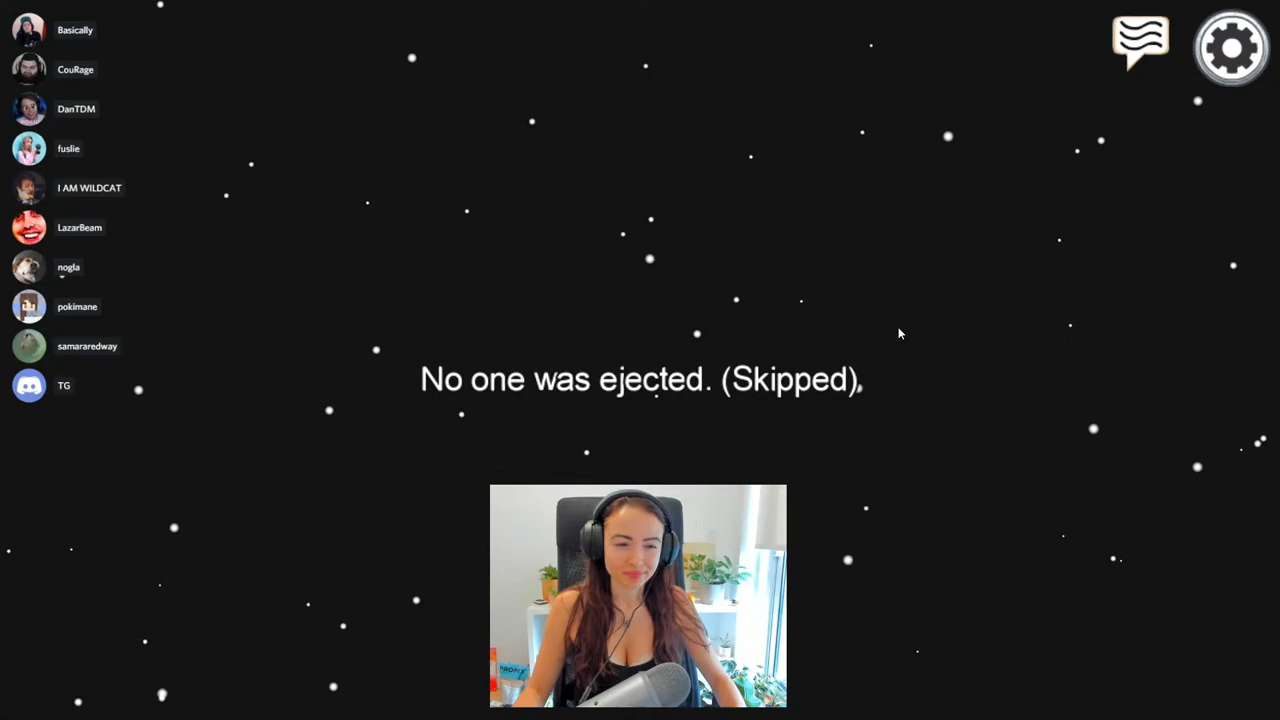 Basically
CouRage
DanTDM
fuslie
I AM WILDCAT
LazarBeam
nogla
pokimane
samararedway
TG
No one was ejected. (Skipped)